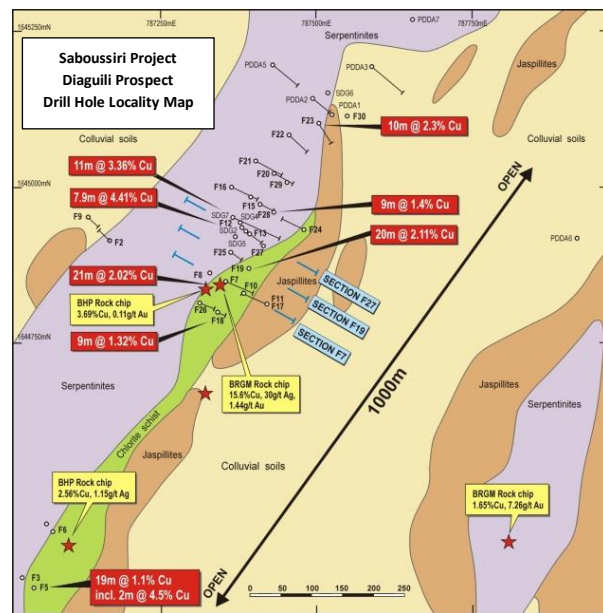 787250mE
787500mE
787750mE
1645250mN
Saboussiri Project
Diaguili Prospect
Drill Hole Locality Map
Serpentinites
PDDA7
Jaspillites
PDDA5
PDDA3
SDG6
PDDA2
PDDA1
F30
F23
10m @ 2.3% Cu
F22
Colluvial soils
Colluvial soils
OPEN
11m @ 3.36% Cu
F21
F20
F29
1645000mN
F16
7.9m @ 4.41% Cu
F15
F28
9m @ 1.4% Cu
SDG7
SDG4
F12
F9
SDG2
F13
F24
F2
SDG5
F27
20m @ 2.11% Cu
PDDA6
F25
F19
21m @ 2.02% Cu
F8
F7
Jaspillites
SECTION F27
BHP Rock chip
3.69%Cu, 0.11g/t Au
F10
F11
F17
SECTION F19
F26
F18
9m @ 1.32% Cu
SECTION F7
1644750mN
BRGM Rock chip
15.6%Cu, 30g/t Ag,
1.44g/t Au
1000m
Serpentinites
Jaspillites
Serpentinites
Chlorite schist
Jaspillites
Colluvial soils
BHP Rock chip
2.56%Cu, 1.15g/t Ag
BRGM Rock chip
1.65%Cu, 7.26g/t Au
F6
F3
F5
19m @ 1.1% Cu
incl. 2m @ 4.5% Cu
OPEN
0 50 100 150 200 250